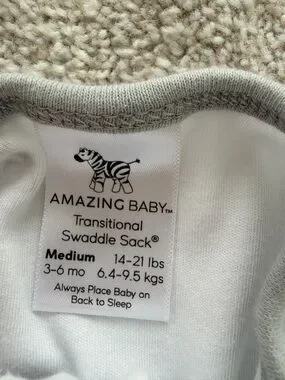 AMAZING BABY™
Transitional
Swaddle Sack®
Medium 14-21 lbs
3-6 mo 6.4-9.5 kgs
Always Place Baby on
Back to Sleep